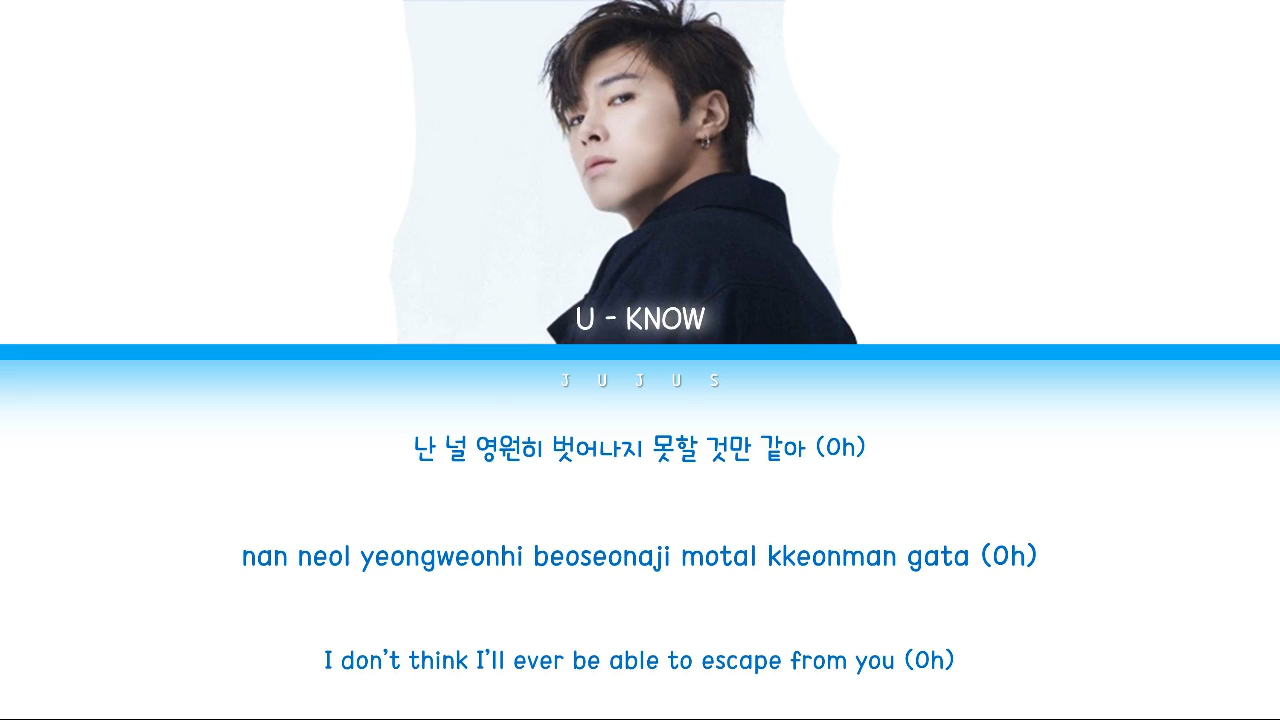 U - KNOW
J U J U S
난 널 영원히 벗어나지 못할 것만 같아 (Oh)
nan neol yeongweonhi beoseonaji motal kkeonman gata (Oh)
I don't think I'll ever be able to escape from you (Oh)